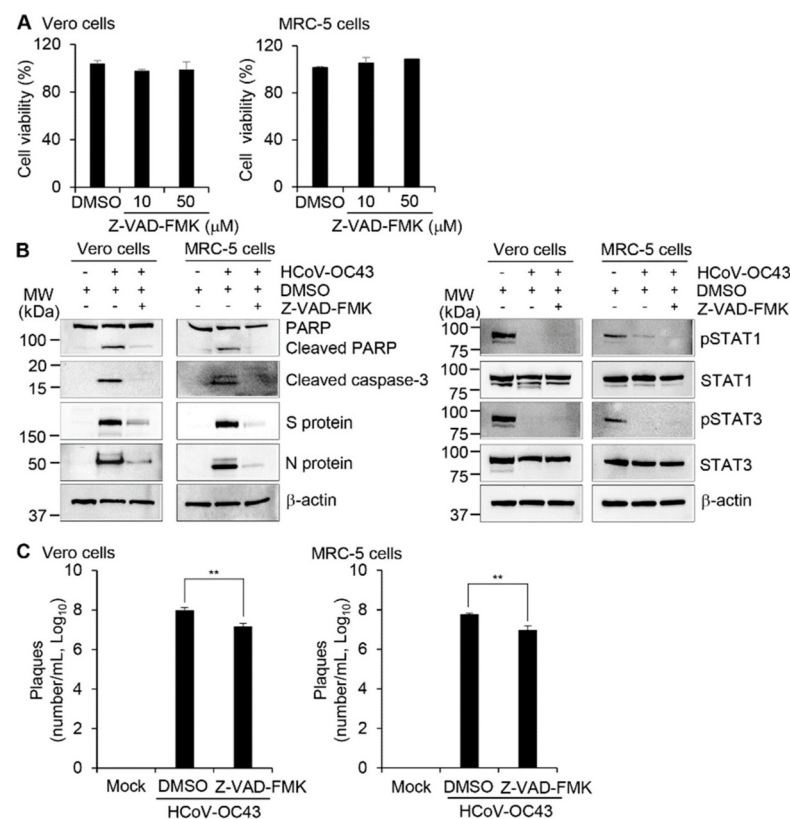 A Vero cells MRC-5 cells
Cell viability (%)
120
80
40
0
DMSO 10 50
Z-VAD-FMK (μM)
Cell viability (%)
120
80
40
0
DMSO 10 50
Z-VAD-FMK (μM)
B
Vero cells MRC-5 cells
- + + - + + HCoV-OC43
+ + + + + + DMSO
- - + - - + Z-VAD-FMK
MW
(kDa)
PARP
100
Cleaved PARP
20
15
Cleaved caspase-3
S protein
150
50
N protein
β-actin
37
Vero cells MRC-5 cells
- + + - + + HCoV-OC43
+ + + + + + DMSO
- - + - - + Z-VAD-FMK
MW
(kDa)
100
75
pSTAT1
100
75
STAT1
100
75
pSTAT3
100
75
STAT3
β-actin
37
C Vero cells MRC-5 cells
Plaques
(number/mL, Log10)
10
8
6
4
2
0
**
Mock DMSO Z-VAD-FMK
HCoV-OC43
Plaques
(number/mL, Log10)
10
8
6
4
2
0
**
Mock DMSO Z-VAD-FMK
HCoV-OC43